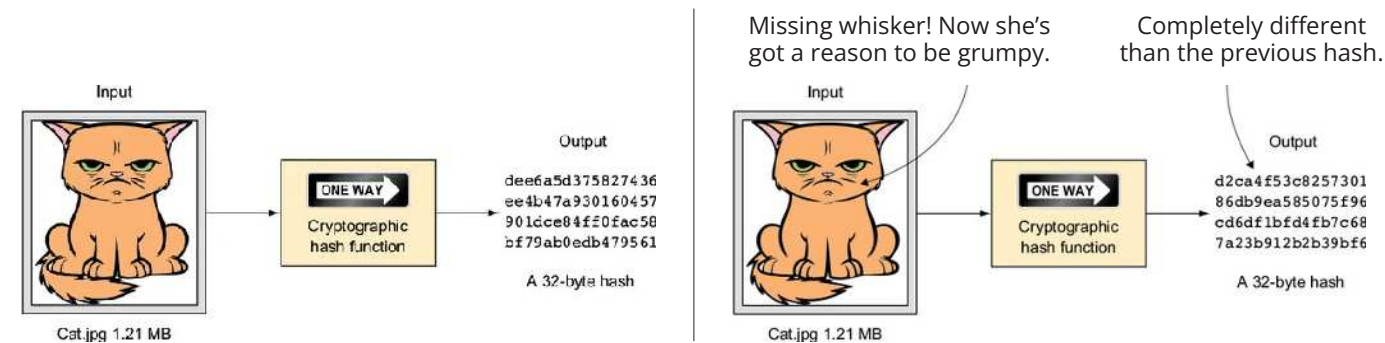 Input
ONE WAY
Cryptographic
hash function
Output
dee6a5d375827436
ee4b47a930160457
901dce84ff0fac58
bf79ab0edb479561
A 32-byte hash
Cat.jpg 1.21 MB
Missing whisker! Now she's
got a reason to be grumpy.
Completely different
than the previous hash.
Input
ONE WAY
Cryptographic
hash function
Output
d2ca4f53c8257301
86db9ea585075f96
cd6df1bfd4fb7c68
7a23b912b2b39bf6
A 32-byte hash
Cat.jpg 1.21 MB